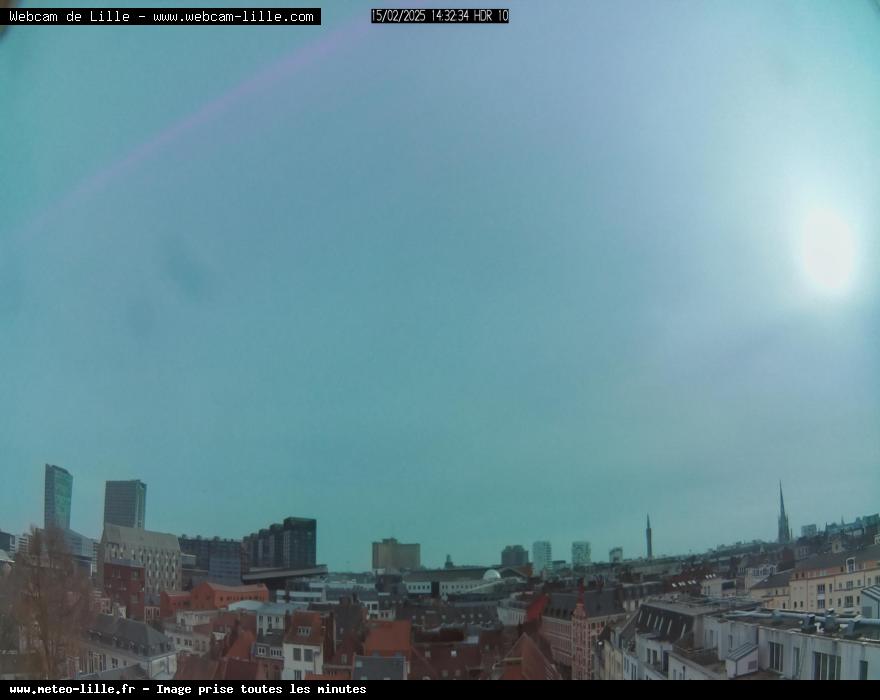 Webcam de Lille - www.webcam-lille.com
15/02/2025 14:32:34 HDR 10
www.meteo-lille.fr - Image prise toutes les minutes